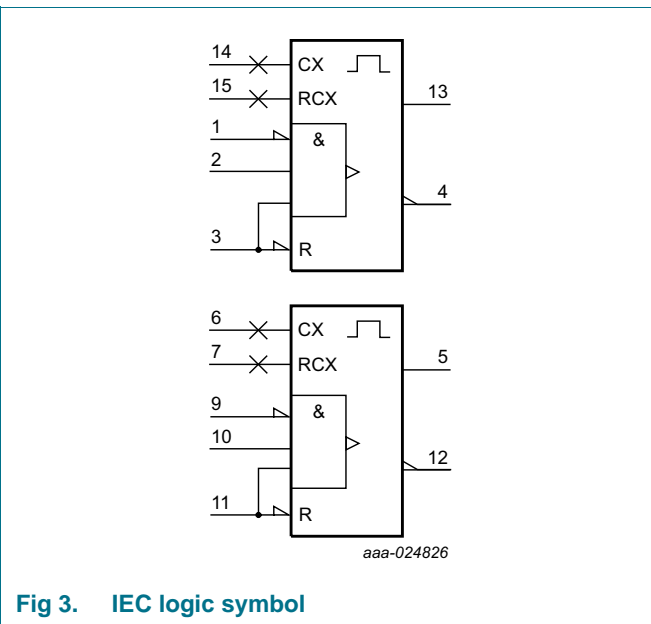 14 CX
15 RCX 13
1 &
2
4
3 R
6 CX
7 RCX 5
9 &
10
12
11 R
aaa-024826
Fig 3. IEC logic symbol